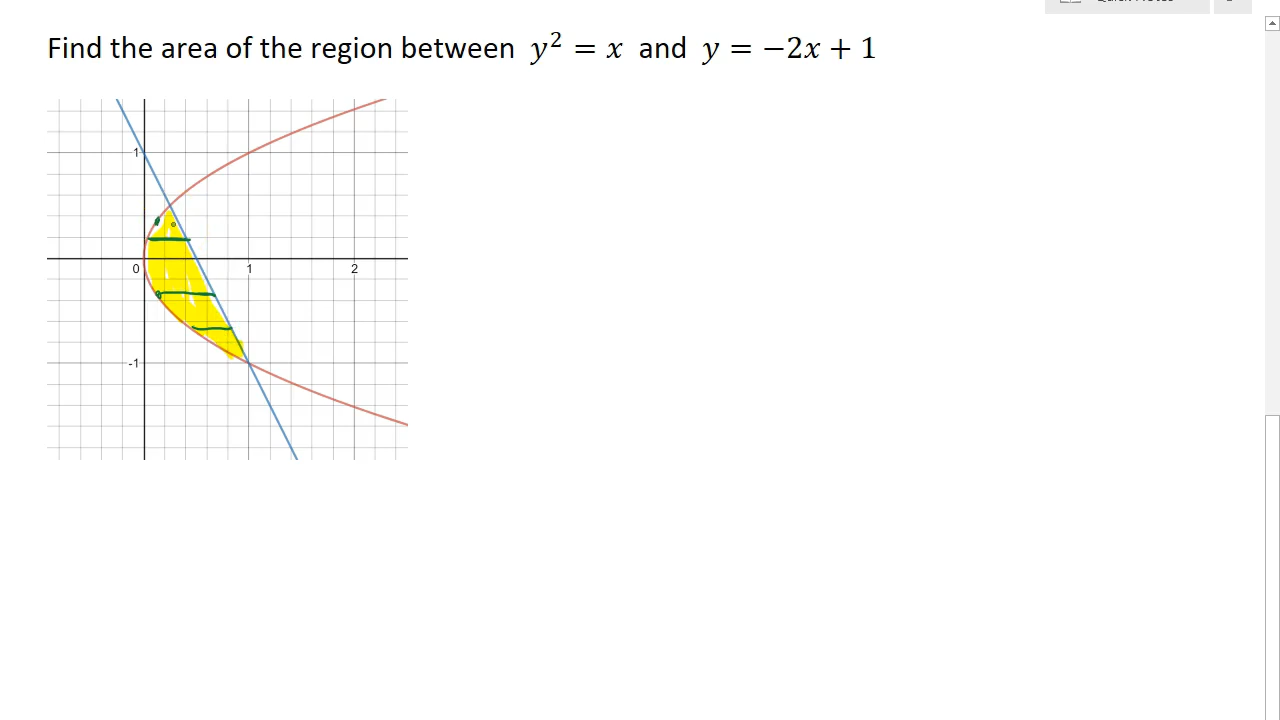 Find the area of the region between y² = x and y = −2x + 1
1
0 1 2
-1